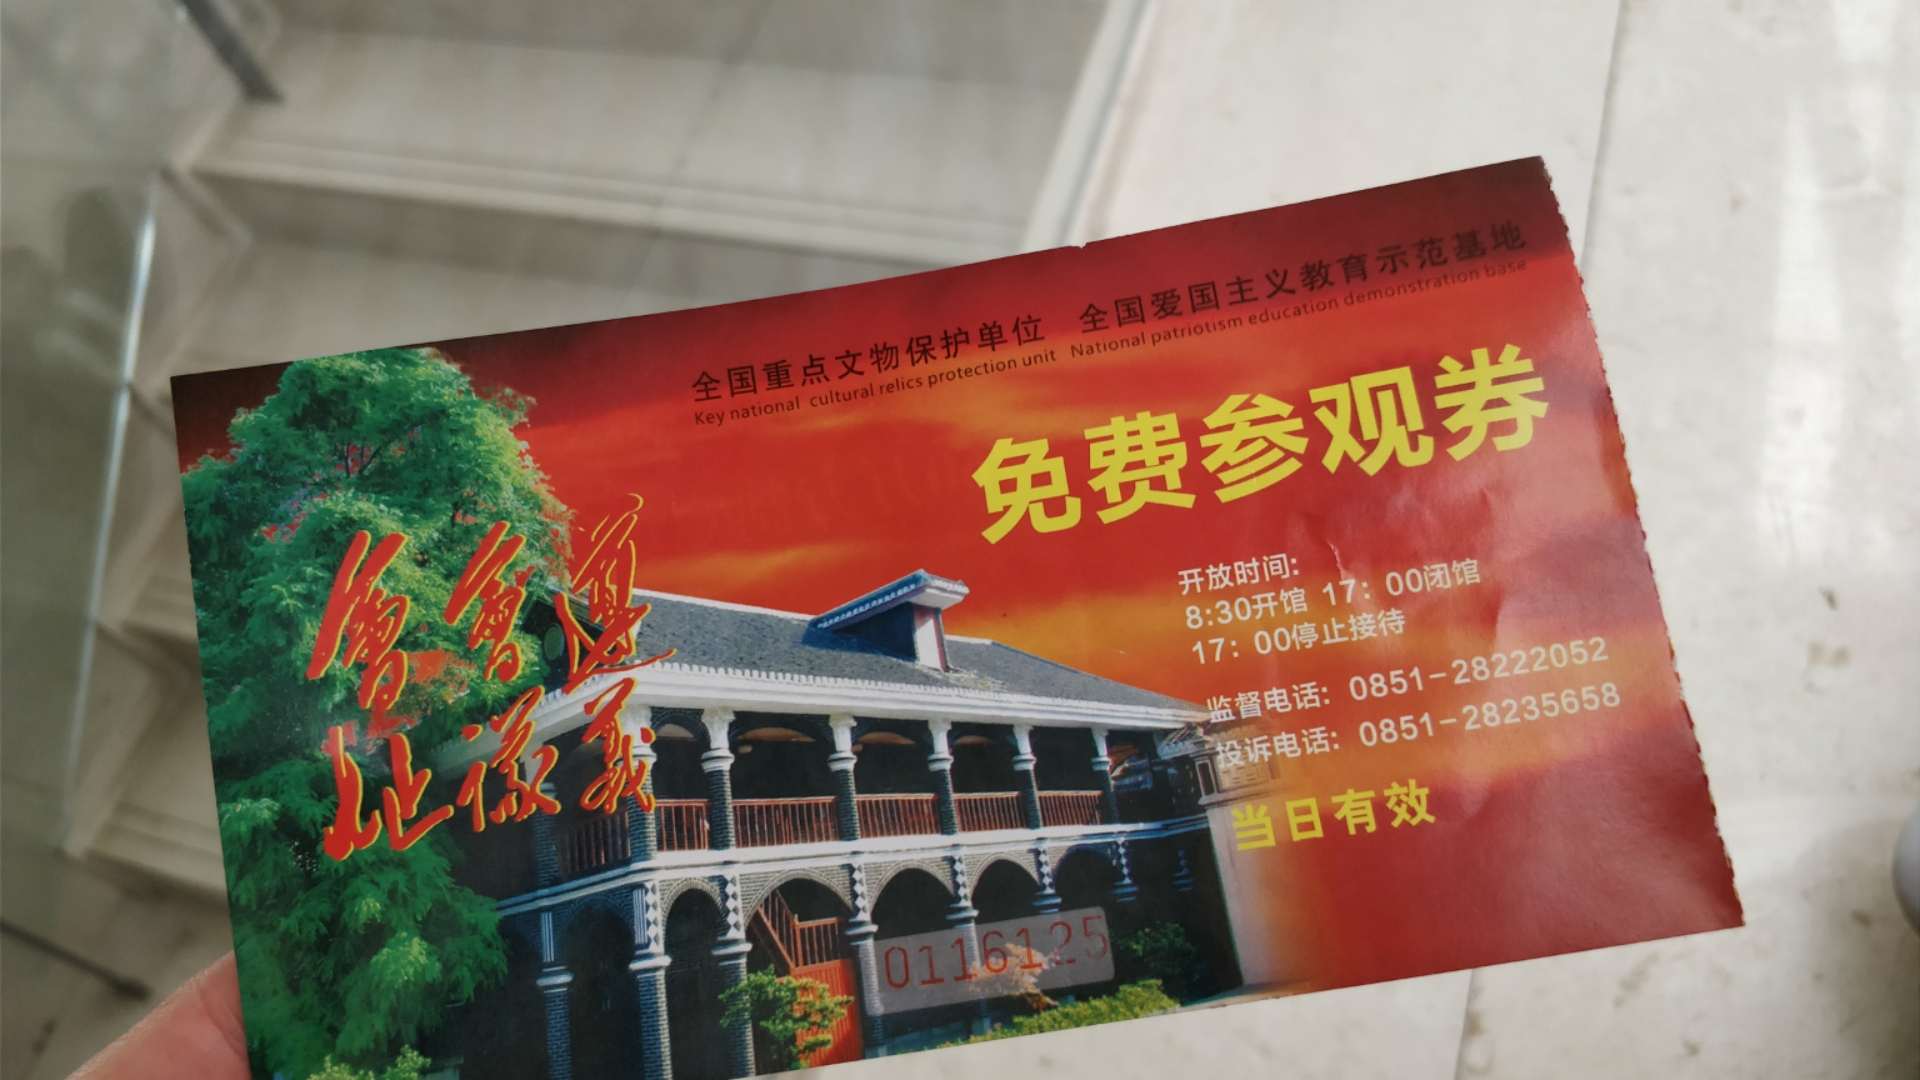 全国重点文物保护单位 全国爱国主义教育示范基地
Key national cultural relics protection unit National patriotism education demonstration base
免费参观券
遵義
會議
會址
开放时间:
8:30开馆 17：00闭馆
17：00停止接待
监督电话: 0851-28222052
投诉电话: 0851-28235658
当日有效
0116125